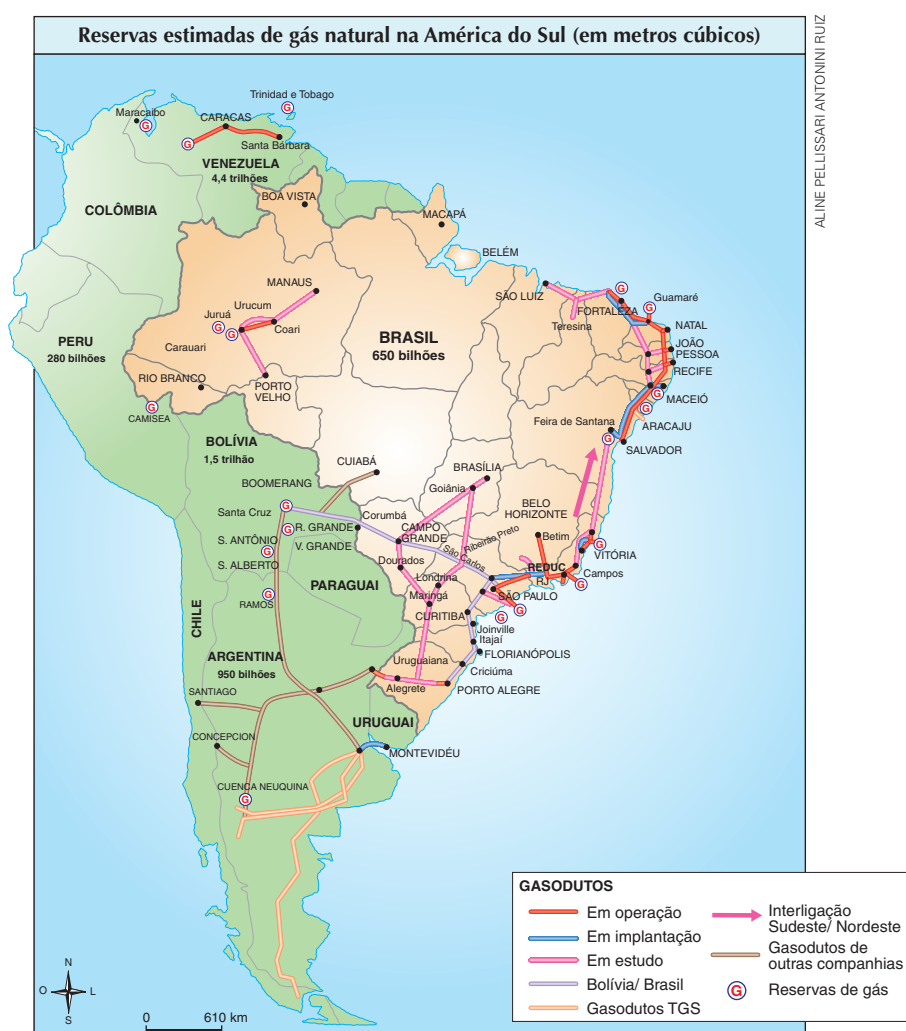 Reservas estimadas de gás natural na América do Sul (em metros cúbicos)
ALINE PELLISSARI ANTONINI RUIZ
Trinidad e Tobago
G
Maracaibo
G
CARACAS
G
Santa Bárbara
VENEZUELA
4,4 trilhões
COLÔMBIA
BOA VISTA
MACAPÁ
BELÉM
MANAUS
SÃO LUIZ
G
FORTALEZA
Guamaré
G
Urucum
Juruá
G
G
Coari
Teresina
NATAL
PERU
280 bilhões
BRASIL
650 bilhões
Carauari
JOÃO
PESSOA
RECIFE
RIO BRANCO
PORTO
VELHO
G
MACEIÓ
G
CAMISEA
G
ARACAJU
Feira de Santana
G
SALVADOR
BOLÍVIA
1,5 trilhão
CUIABÁ
BRASÍLIA
Goiânia
BOOMERANG
Santa Cruz
G
Corumbá
BELO
HORIZONTE
R. GRANDE
G
V. GRANDE
CAMPO
GRANDE
Ribeirão Preto
São Carlos
Betim
S. ANTÔNIO
G
S. ALBERTO
VITÓRIA
G
Dourados
REDUC
RJ
Campos
G
PARAGUAI
Londrina
Maringá
SÃO PAULO
G
G
RAMOS
G
CURITIBA
Joinville
Itajaí
FLORIANÓPOLIS
CHILE
ARGENTINA
950 bilhões
Uruguaiana
Criciúma
Alegrete
PORTO ALEGRE
SANTIAGO
URUGUAI
CONCEPCION
MONTEVIDÉU
CUENCA NEUQUINA
G
GASODUTOS
Em operação
Em implantação
Em estudo
Bolívia/ Brasil
Gasodutos TGS
Interligação
Sudeste/ Nordeste
Gasodutos de
outras companhias
G
Reservas de gás
N
O
L
S
0
610 km